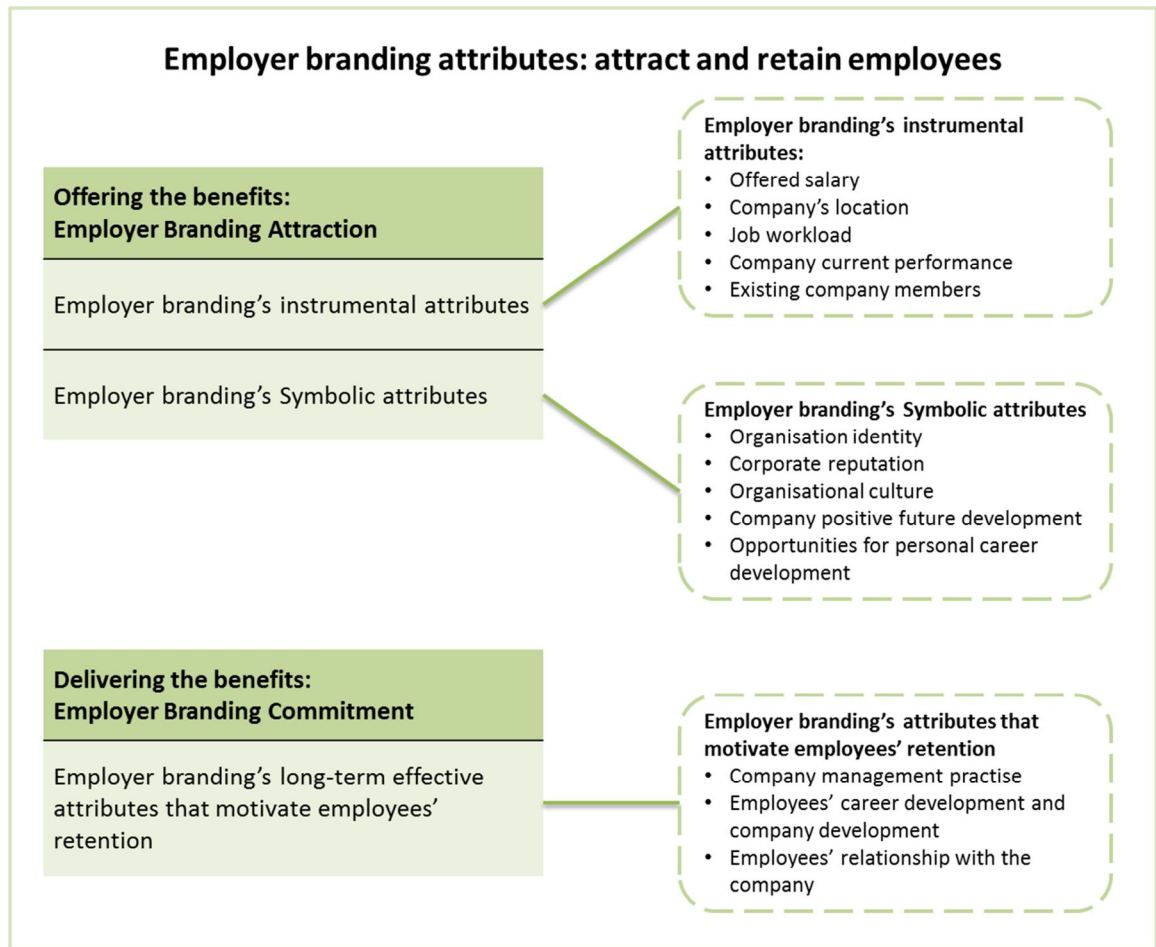 Employer branding attributes: attract and retain employees
Offering the benefits:
Employer Branding Attraction
Employer branding’s instrumental attributes
Employer branding’s Symbolic attributes
Employer branding’s instrumental
attributes:
• Offered salary
• Company’s location
• Job workload
• Company current performance
• Existing company members
Employer branding’s Symbolic attributes
• Organisation identity
• Corporate reputation
• Organisational culture
• Company positive future development
• Opportunities for personal career
development
Delivering the benefits:
Employer Branding Commitment
Employer branding’s long-term effective
attributes that motivate employees’
retention
Employer branding’s attributes that
motivate employees’ retention
• Company management practise
• Employees’ career development and
company development
• Employees’ relationship with the
company